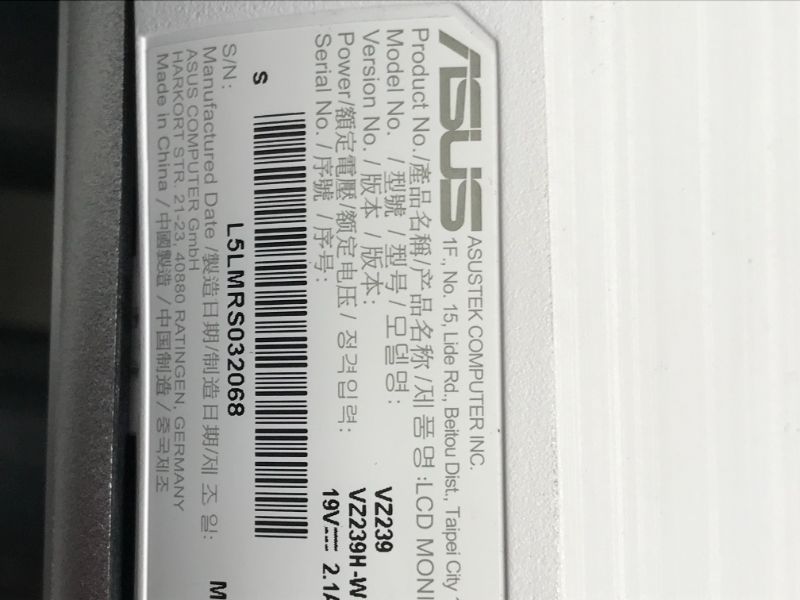 ASUS
ASUSTEK COMPUTER INC.
1F., No. 15, Lide Rd., Beitou Dist., Taipei City
Product No./產品名稱/产品名称/제품명:LCD MONI
Model No. /型號 /型号/모델명: VZ239
Version No. /版本 /版本: VZ239H-W
Power/額定電壓/额定电压/ 정격입력: 19V⎓ 2.1A
Serial No. /序號 /序号:
S/N:
S L5LMRS032068
Manufactured Date /製造日期/制造日期/제 조 일: M
ASUS COMPUTER GmbH
HARKORT STR. 21-23, 40880 RATINGEN, GERMANY
Made in China / 中國製造 / 中国制造 / 중국제조